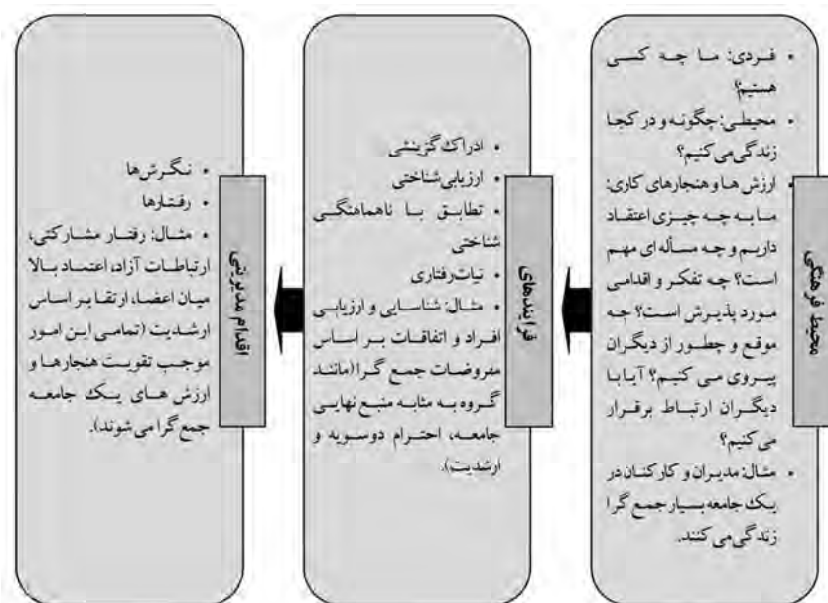 محیط فرهنگی
• فردی: ما چه کسی
هستیم؟
• محیطی: چگونه و در کجا
زندگی می‌کنیم؟
• ارزش ها و هنجارهای کاری:
ما به چه چیزی اعتقاد
داریم و چه مسأله ای مهم
است؟ چه تفکر و اقدامی
مورد پذیرش است؟ چه
موقع و چطور از دیگران
پیروی می کنیم؟ آیا با
دیگران ارتباط برقرار
می‌کنیم؟
• مثال: مدیران و کارکنان در
یک جامعه بسیار جمع گرا
زندگی می‌کنند.
فرایندهای
• ادراک گزینشی
• ارزیابی شناختی
• تطابق با ناهماهنگی
شناختی
• نیات رفتاری
• مثال: شناسایی و ارزیابی
افراد و اتفاقات بر اساس
مفروضات جمع گرا (مانند
گروه به مثابه منبع نهایی
جامعه، احترام دوسویه و
ارشدیت).
اقدام مدیریتی
• نگرش‌ها
• رفتارها
• مثال: رفتار مشارکتی،
ارتباطات آزاد، اعتماد بالا
میان اعضا، ارتقا بر اساس
ارشدیت (تمامی این امور
موجب تقویت هنجارها و
ارزش های یک جامعه
جمع گرا می شوند).